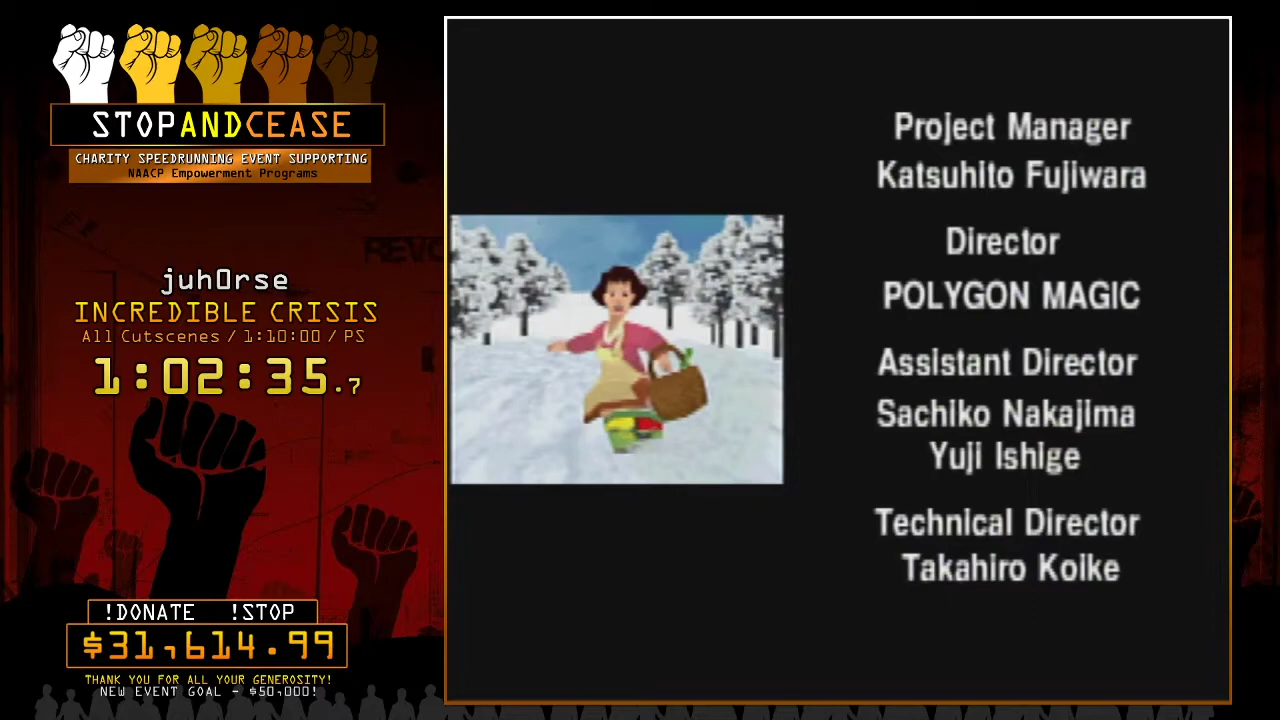 STOPANDCEASE
CHARITY SPEEDRUNNING EVENT SUPPORTING
NAACP Empowerment Programs
REVO
juh0rse
INCREDIBLE CRISIS
All Cutscenes / 1:10:00 / PS
1:02:35.7
!DONATE !STOP
$31,614.99
THANK YOU FOR ALL YOUR GENEROSITY!
NEW EVENT GOAL - $50,000!
Project Manager
Katsuhito Fujiwara
Director
POLYGON MAGIC
Assistant Director
Sachiko Nakajima
Yuji Ishige
Technical Director
Takahiro Koike